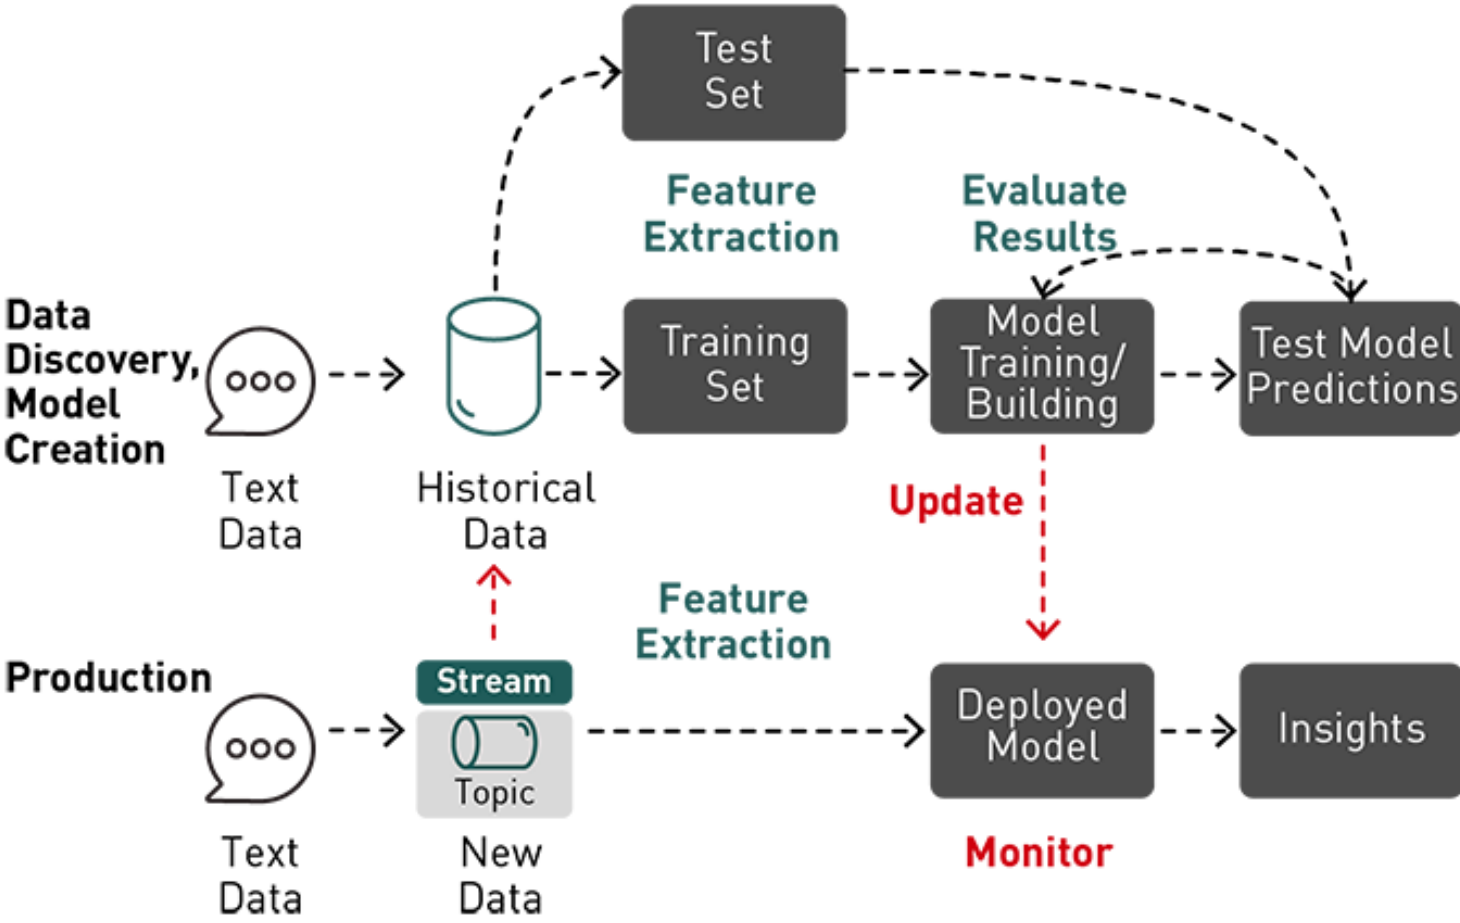 Test
Set
Feature
Extraction
Evaluate
Results
Data
Discovery,
Model
Creation
Text
Data
Historical
Data
Training
Set
Model
Training/
Building
Test Model
Predictions
Update
Feature
Extraction
Production
Text
Data
Stream
Topic
New
Data
Deployed
Model
Monitor
Insights